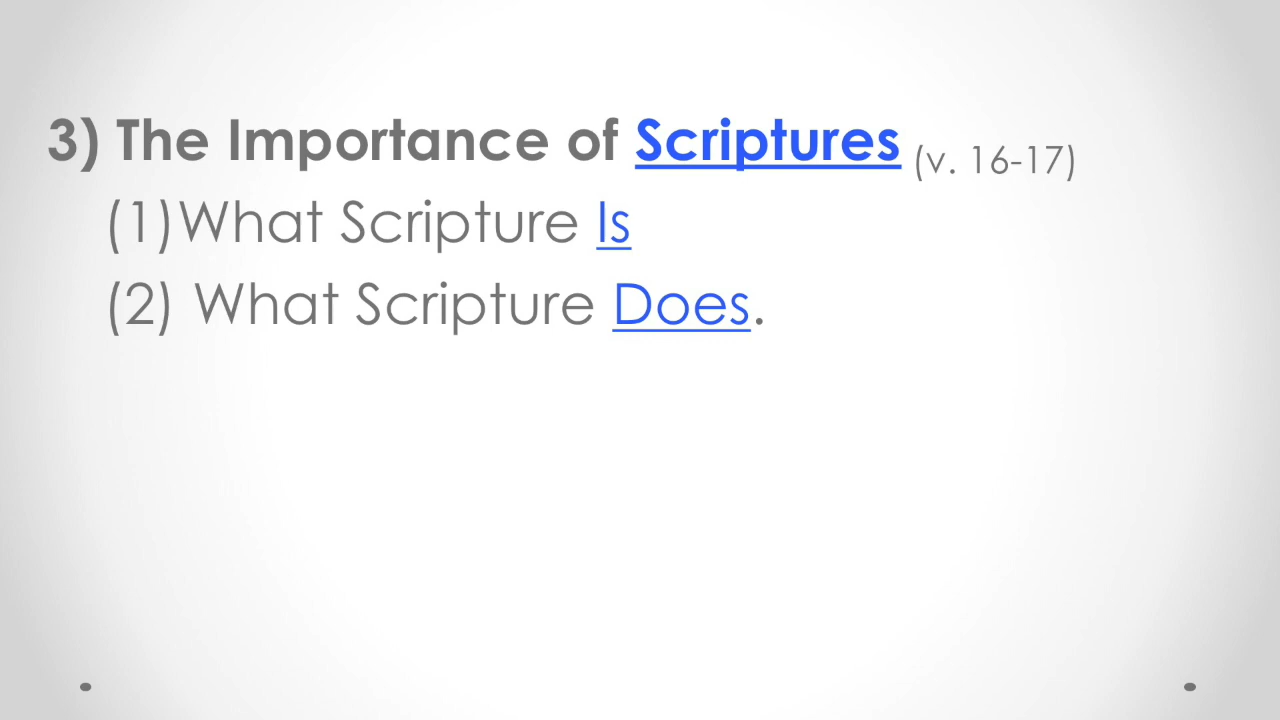 3) The Importance of Scriptures (v. 16-17)
(1)What Scripture Is
(2) What Scripture Does.